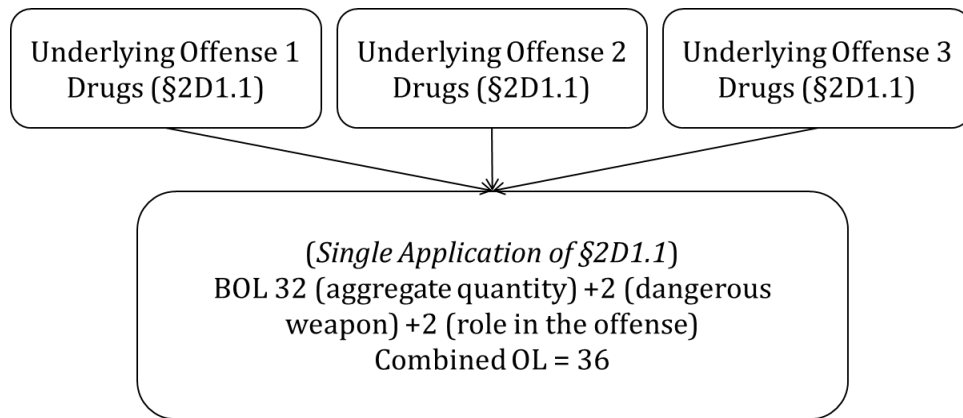 Underlying Offense 1
Drugs (§2D1.1)
Underlying Offense 2
Drugs (§2D1.1)
Underlying Offense 3
Drugs (§2D1.1)
(Single Application of §2D1.1)
BOL 32 (aggregate quantity) +2 (dangerous
weapon) +2 (role in the offense)
Combined OL = 36